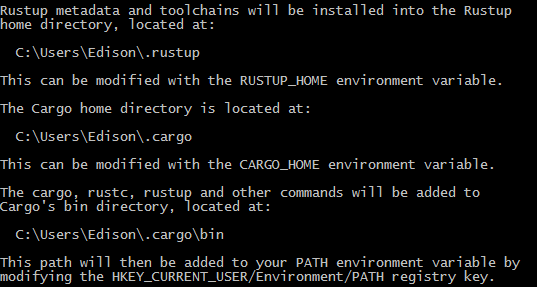 Rustup metadata and toolchains will be installed into the Rustup
home directory, located at:
C:\Users\Edison\.rustup
This can be modified with the RUSTUP_HOME environment variable.
The Cargo home directory is located at:
C:\Users\Edison\.cargo
This can be modified with the CARGO_HOME environment variable.
The cargo, rustc, rustup and other commands will be added to
Cargo's bin directory, located at:
C:\Users\Edison\.cargo\bin
This path will then be added to your PATH environment variable by
modifying the HKEY_CURRENT_USER/Environment/PATH registry key.